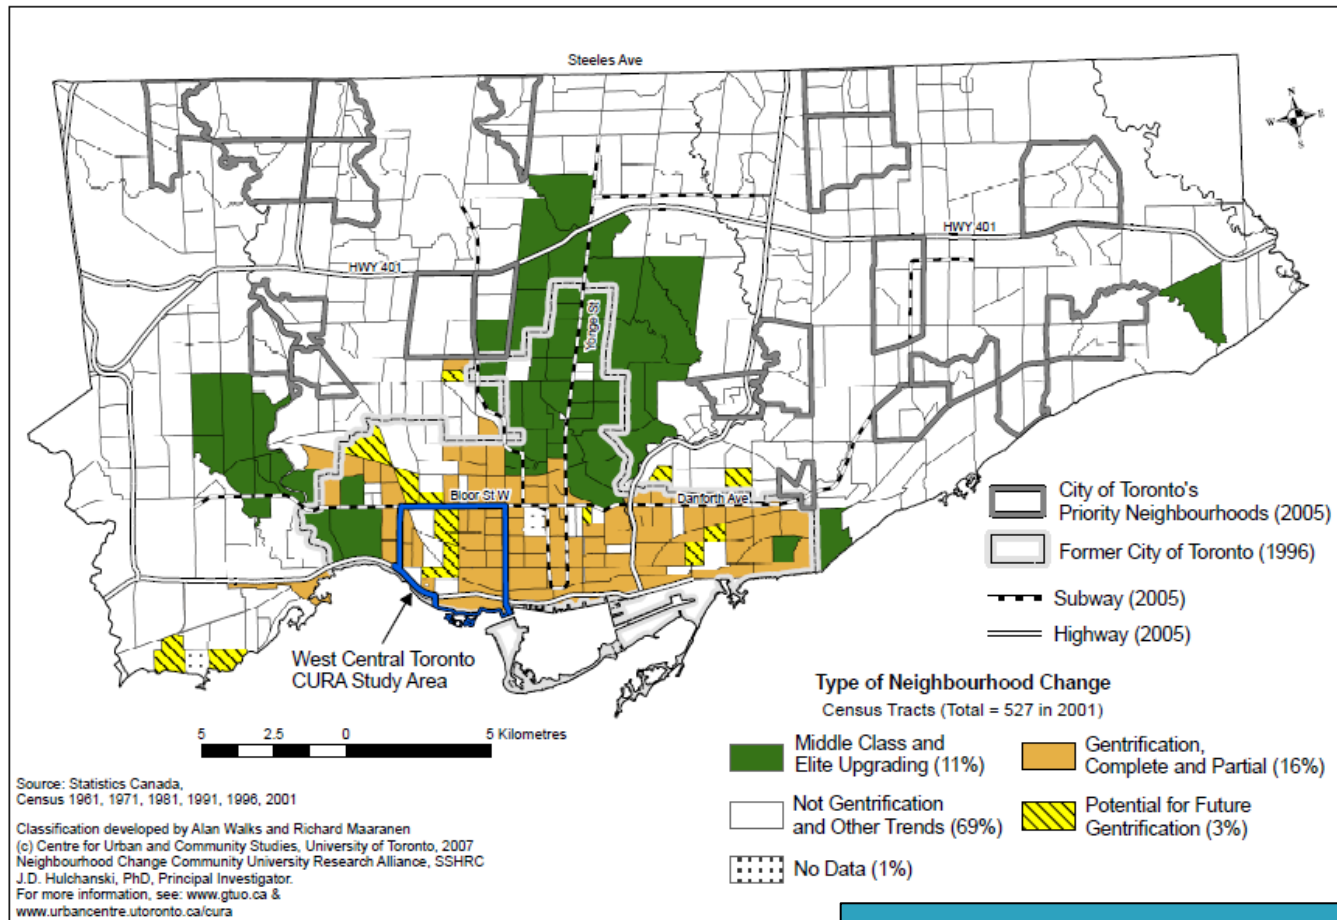 Steeles Ave
N
W E
S
HWY 401
HWY 401
Yonge St
Bloor St W
Danforth Ave
City of Toronto's
Priority Neighbourhoods (2005)
Former City of Toronto (1996)
Subway (2005)
Highway (2005)
West Central Toronto
CURA Study Area
5 2.5 0 5 Kilometres
Type of Neighbourhood Change
Census Tracts (Total = 527 in 2001)
Middle Class and
Elite Upgrading (11%)
Gentrification,
Complete and Partial (16%)
Not Gentrification
and Other Trends (69%)
Potential for Future
Gentrification (3%)
No Data (1%)
Source: Statistics Canada,
Census 1961, 1971, 1981, 1991, 1996, 2001
Classification developed by Alan Walks and Richard Maaranen
(c) Centre for Urban and Community Studies, University of Toronto, 2007
Neighbourhood Change Community University Research Alliance, SSHRC
J.D. Hulchanski, PhD, Principal Investigator.
For more information, see: www.gtuo.ca &
www.urbancentre.utoronto.ca/cura